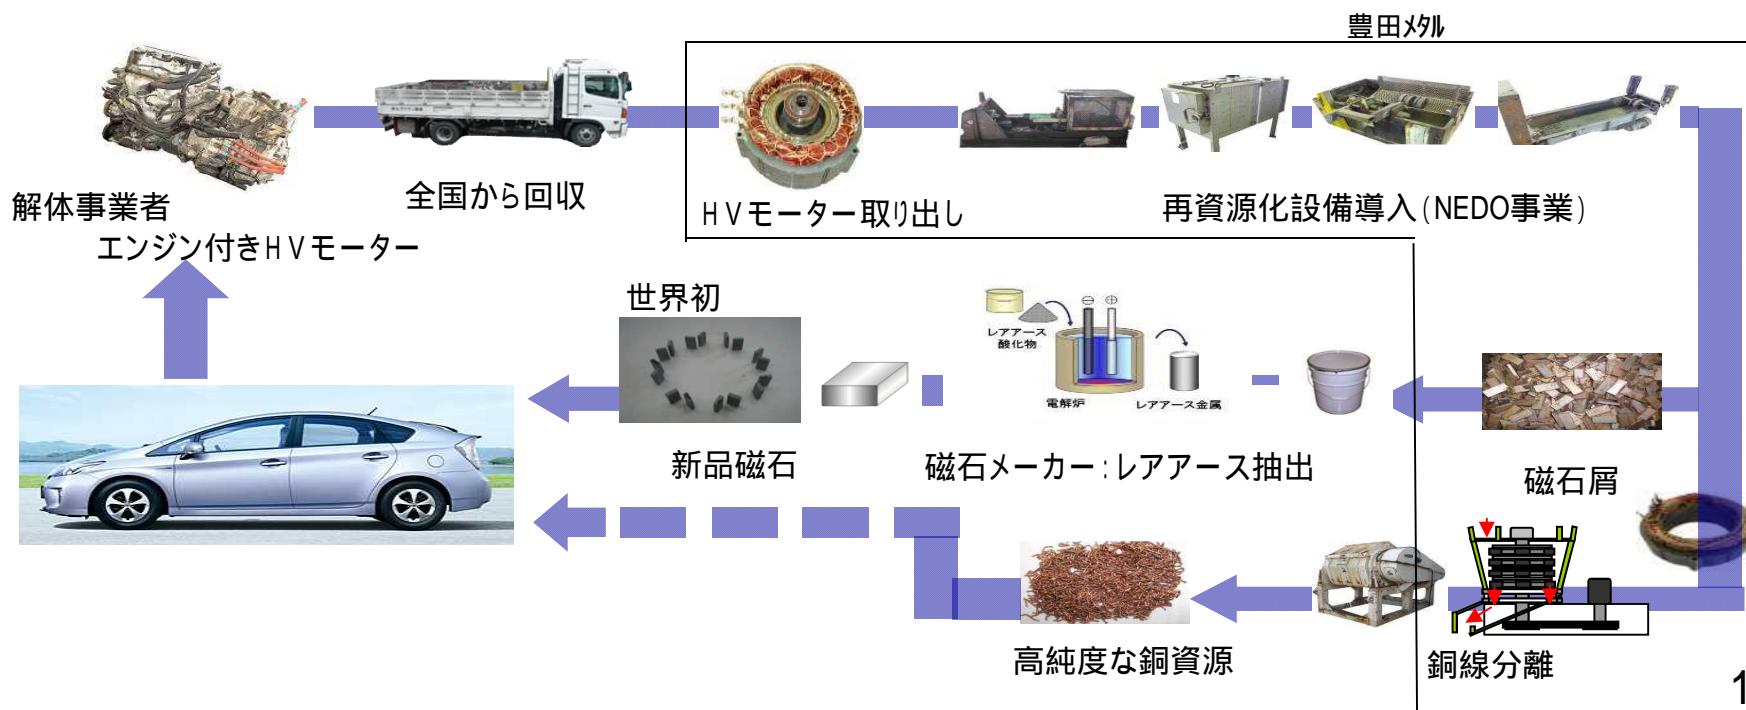 豊田メタル
解体事業者
エンジン付きＨＶモーター
全国から回収
ＨＶモーター取り出し
再資源化設備導入(NEDO事業)
世界初
新品磁石
レアアース
酸化物
電解炉
レアアース金属
磁石メーカー:レアアース抽出
磁石屑
高純度な銅資源
銅線分離
1